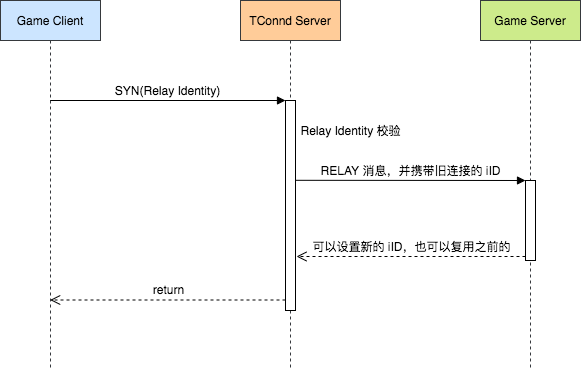 Game Client
TConnd Server
Game Server
SYN(Relay Identity)
Relay Identity 校验
RELAY 消息，并携带旧连接的 iID
可以设置新的 iID，也可以复用之前的
return